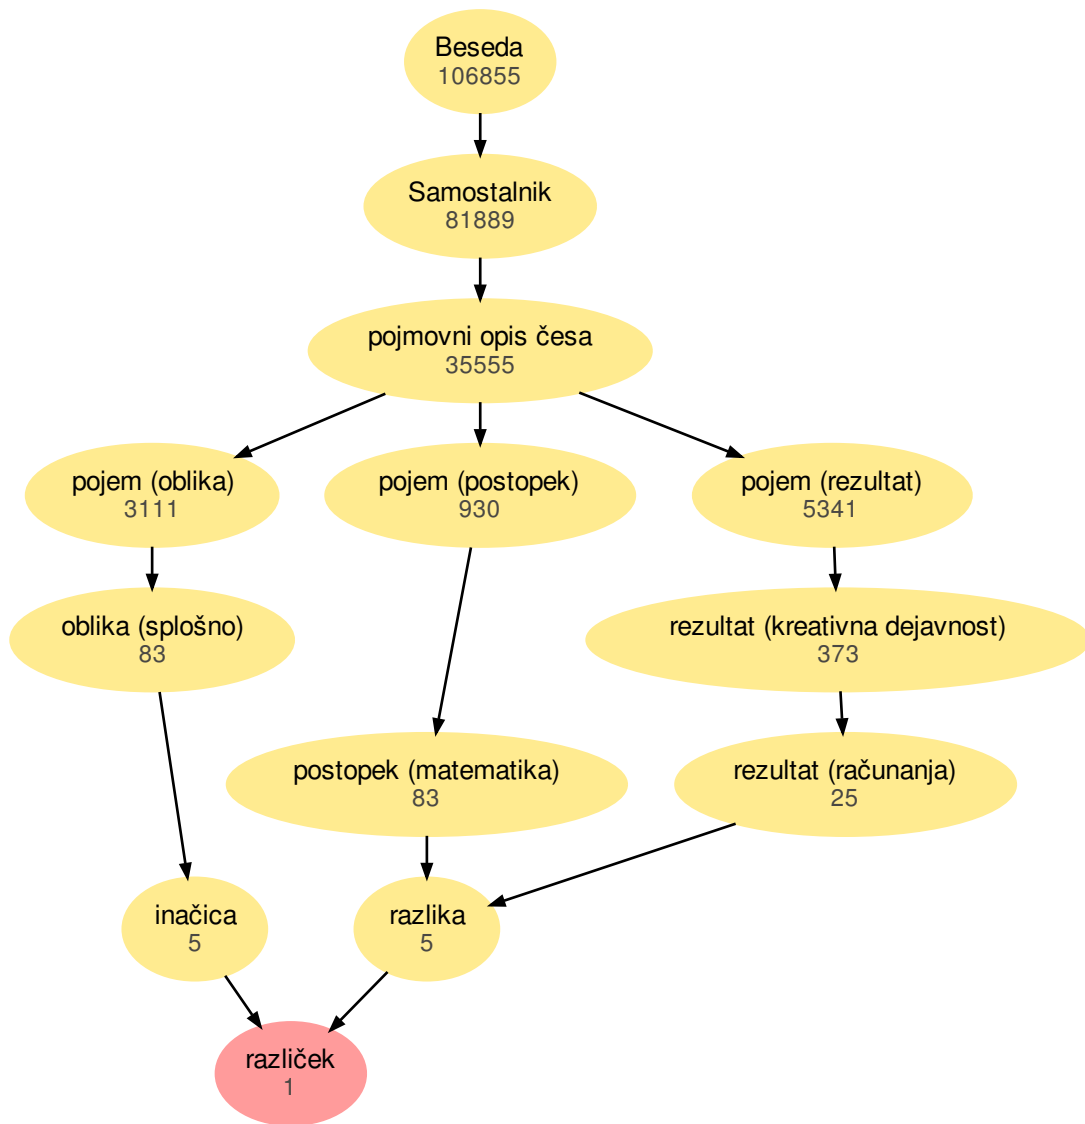 Beseda
106855
Samostalnik
81889
pojmovni opis česa
35555
pojem (oblika)
3111
pojem (postopek)
930
pojem (rezultat)
5341
oblika (splošno)
83
rezultat (kreativna dejavnost)
373
postopek (matematika)
83
rezultat (računanja)
25
inačica
5
razlika
5
različek
1